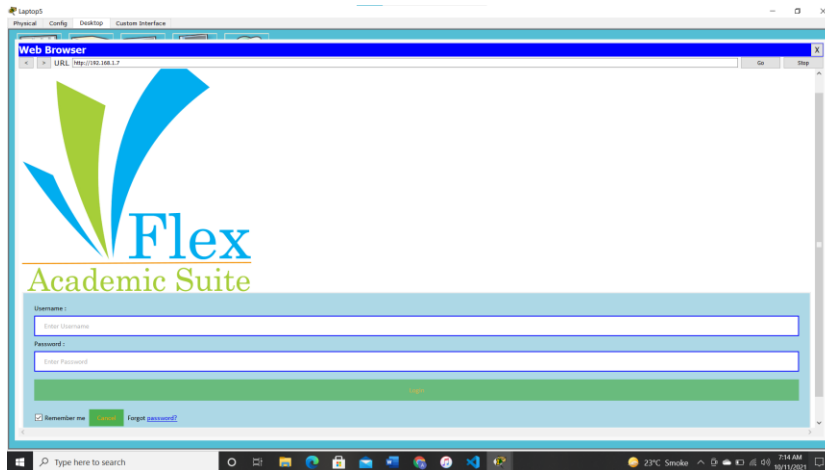 Laptop5
Physical Config Desktop Custom Interface
Web Browser
X
< > URL http://192.168.1.7 Go Stop
Flex
Academic Suite
Username :
Enter Username
Password :
Enter Password
Login
Remember me Cancel Forgot password?
Type here to search
23°C Smoke
7:14 AM
10/11/2021